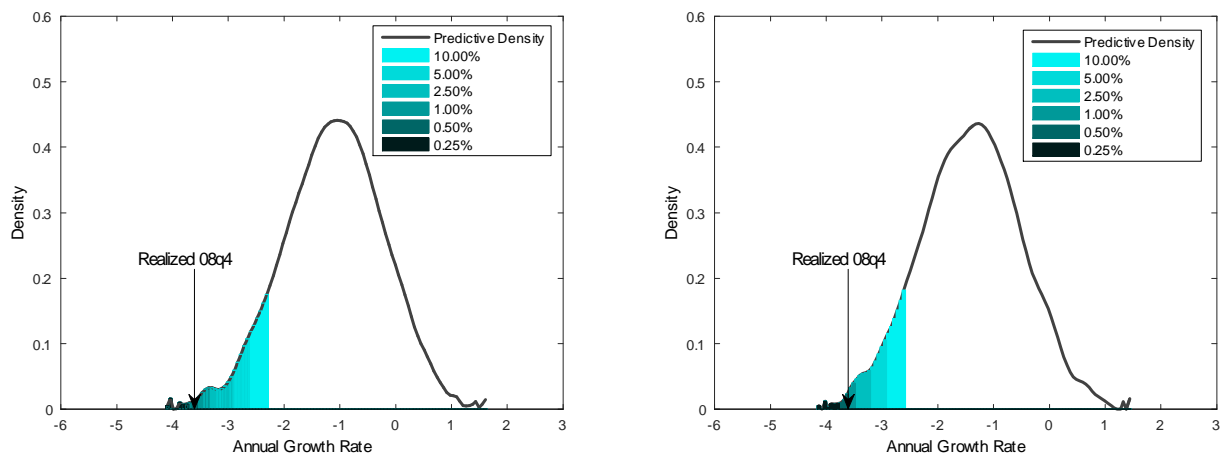 0.6
0.5
0.4
0.3
0.2
0.1
0
Density
-6 -5 -4 -3 -2 -1 0 1 2 3
Annual Growth Rate
Realized 08q4
Predictive Density
10.00%
5.00%
2.50%
1.00%
0.50%
0.25%
0.6
0.5
0.4
0.3
0.2
0.1
0
Density
-6 -5 -4 -3 -2 -1 0 1 2 3
Annual Growth Rate
Realized 08q4
Predictive Density
10.00%
5.00%
2.50%
1.00%
0.50%
0.25%